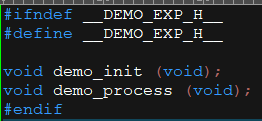 #ifndef __DEMO_EXP_H__
#define __DEMO_EXP_H__
void demo_init (void);
void demo_process (void);
#endif